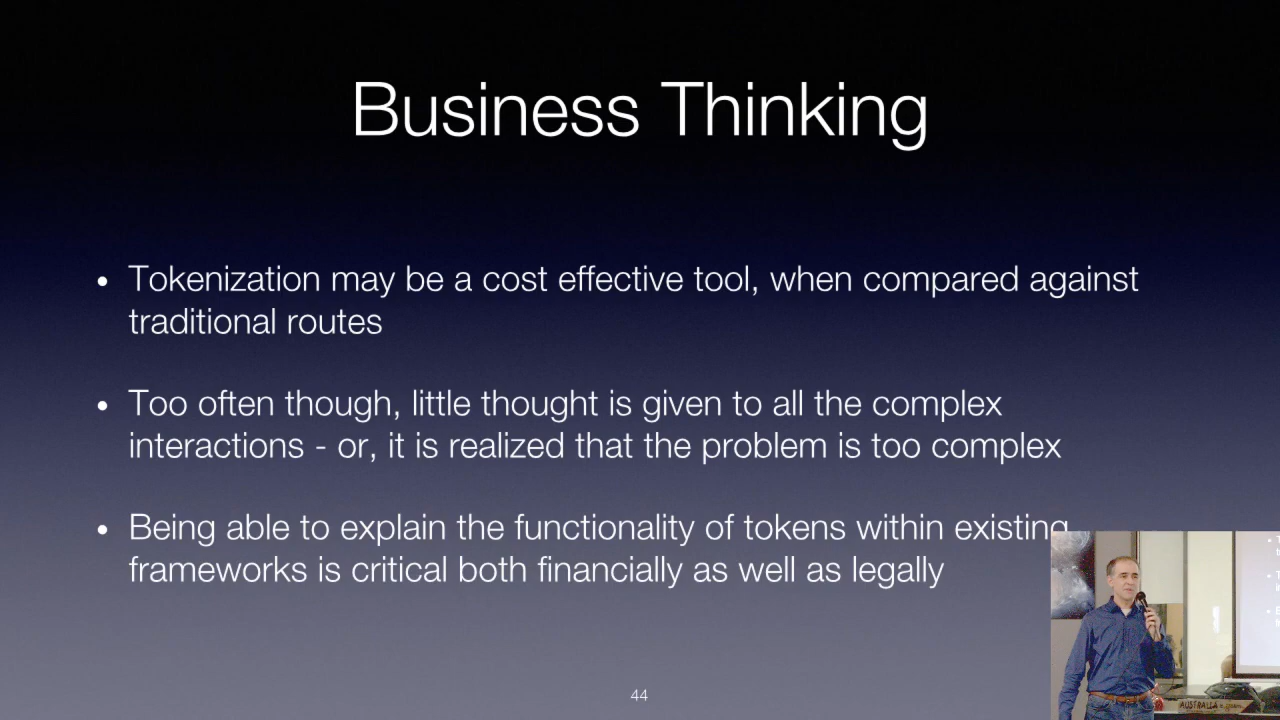 Business Thinking
• Tokenization may be a cost effective tool, when compared against
traditional routes
• Too often though, little thought is given to all the complex
interactions - or, it is realized that the problem is too complex
• Being able to explain the functionality of tokens within existing
frameworks is critical both financially as well as legally
AUSTRALIA
44